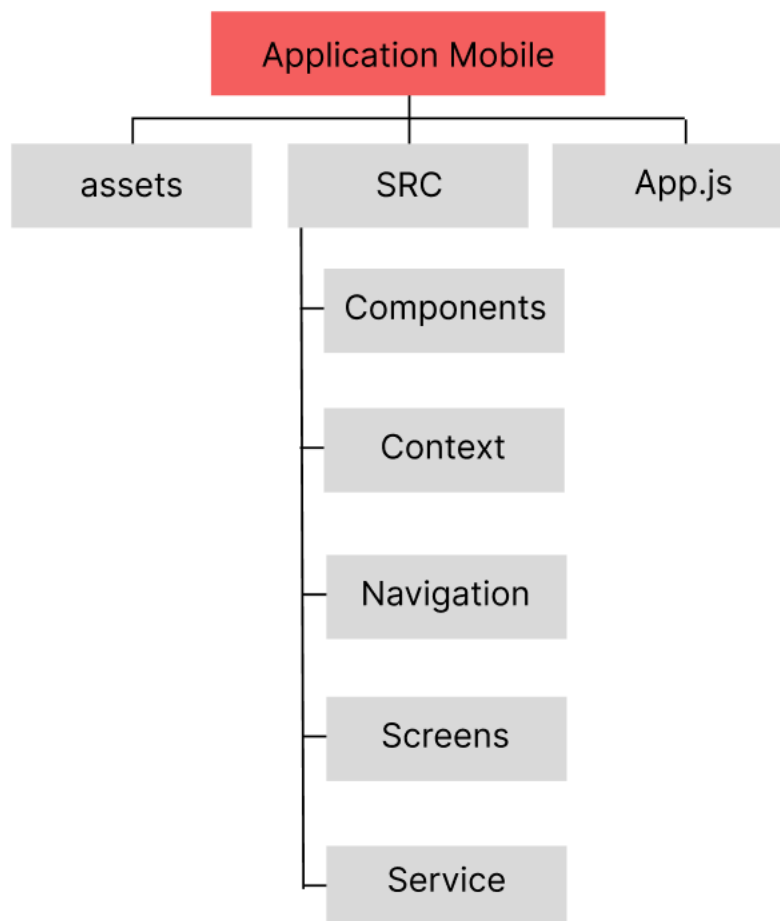 Application Mobile
assets
SRC
App.js
Components
Context
Navigation
Screens
Service